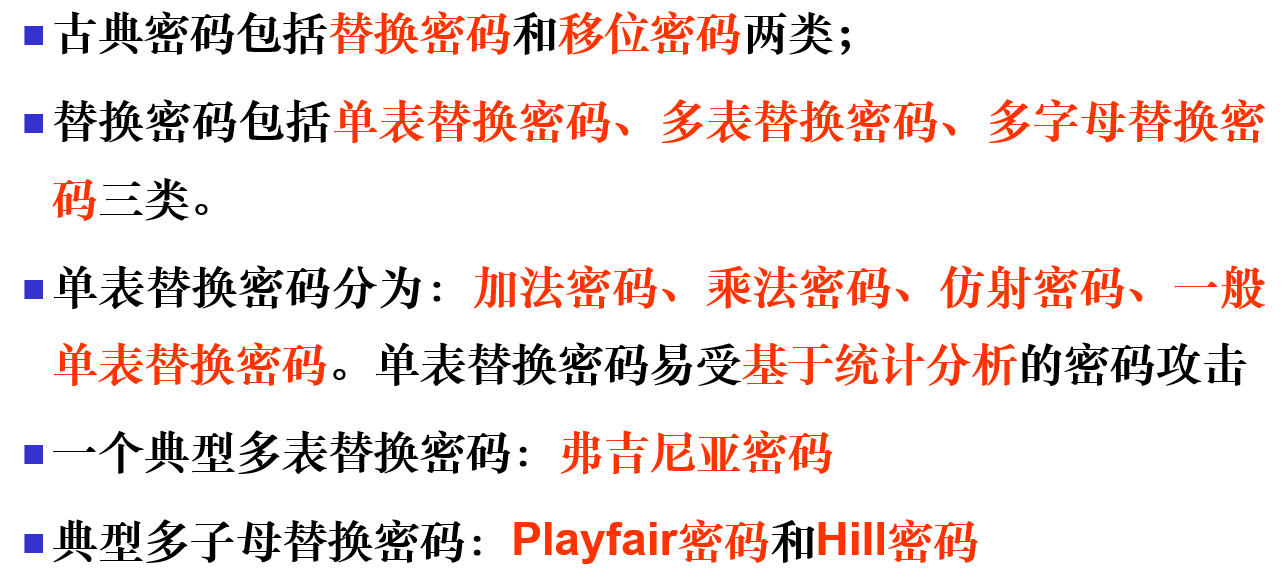 ■古典密码包括替换密码和移位密码两类；
■替换密码包括单表替换密码、多表替换密码、多字母替换密
码三类。
■单表替换密码分为：加法密码、乘法密码、仿射密码、一般
单表替换密码。单表替换密码易受基于统计分析的密码攻击
■一个典型多表替换密码：弗吉尼亚密码
■典型多子母替换密码：Playfair密码和Hill密码